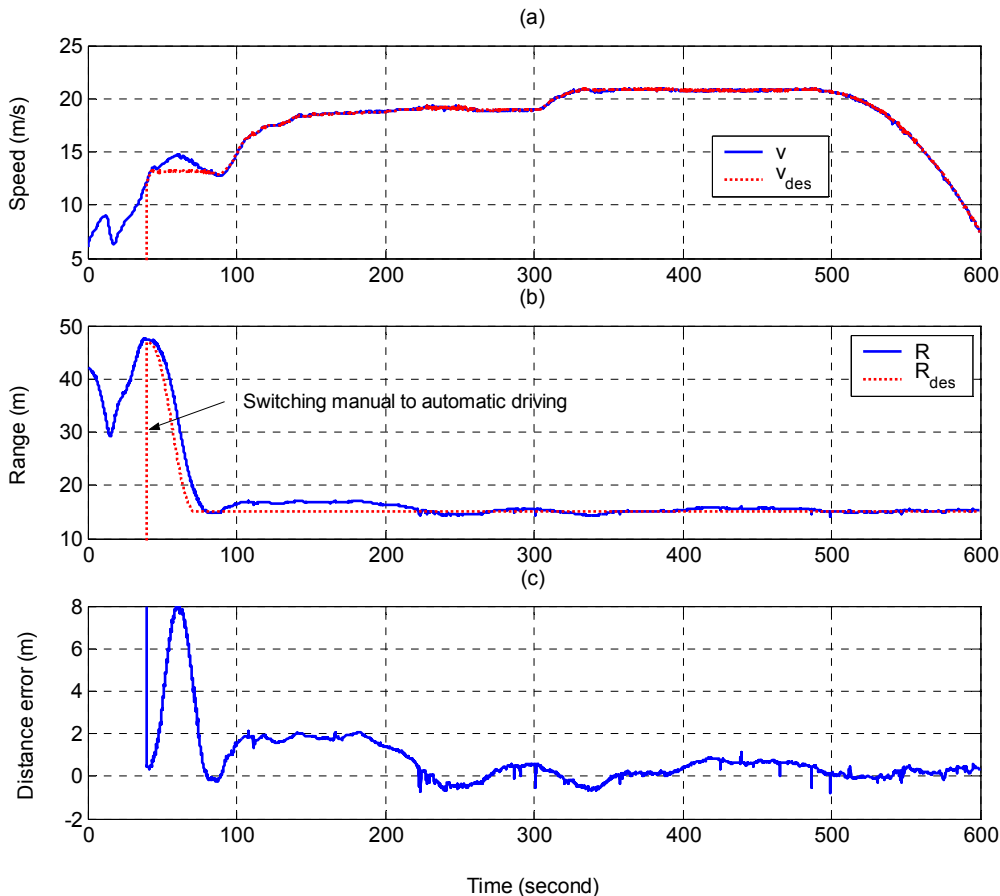 (a)
Speed (m/s)
25
20
15
10
5
v
v_des
0 100 200 300 400 500 600
(b)
Range (m)
50
40
30
20
10
R
R_des
Switching manual to automatic driving
0 100 200 300 400 500 600
(c)
Distance error (m)
8
6
4
2
0
-2
0 100 200 300 400 500 600
Time (second)